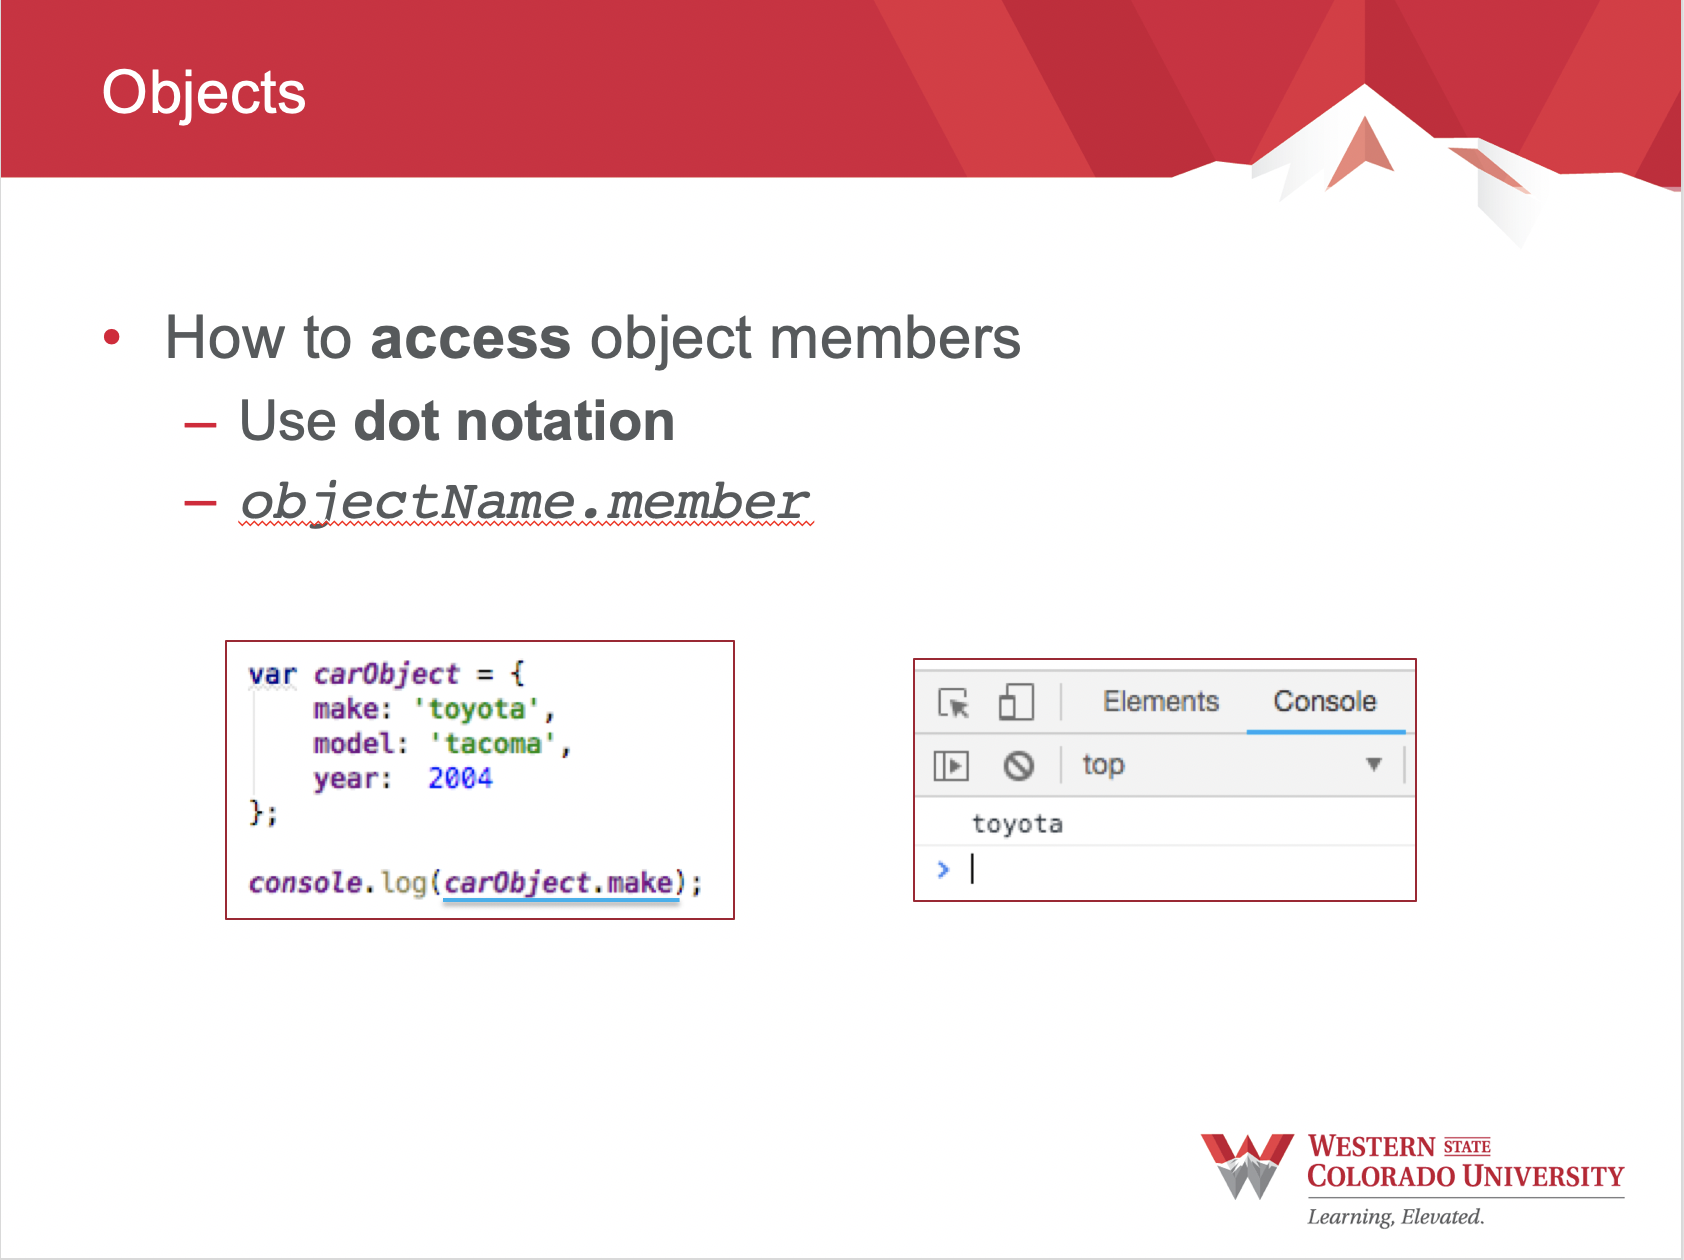 Objects
• How to access object members
– Use dot notation
– objectName.member
var carObject = {
    make: 'toyota',
    model: 'tacoma',
    year:  2004
};
console.log(carObject.make);
Elements Console
top
toyota
>
WESTERN STATE
COLORADO UNIVERSITY
Learning, Elevated.